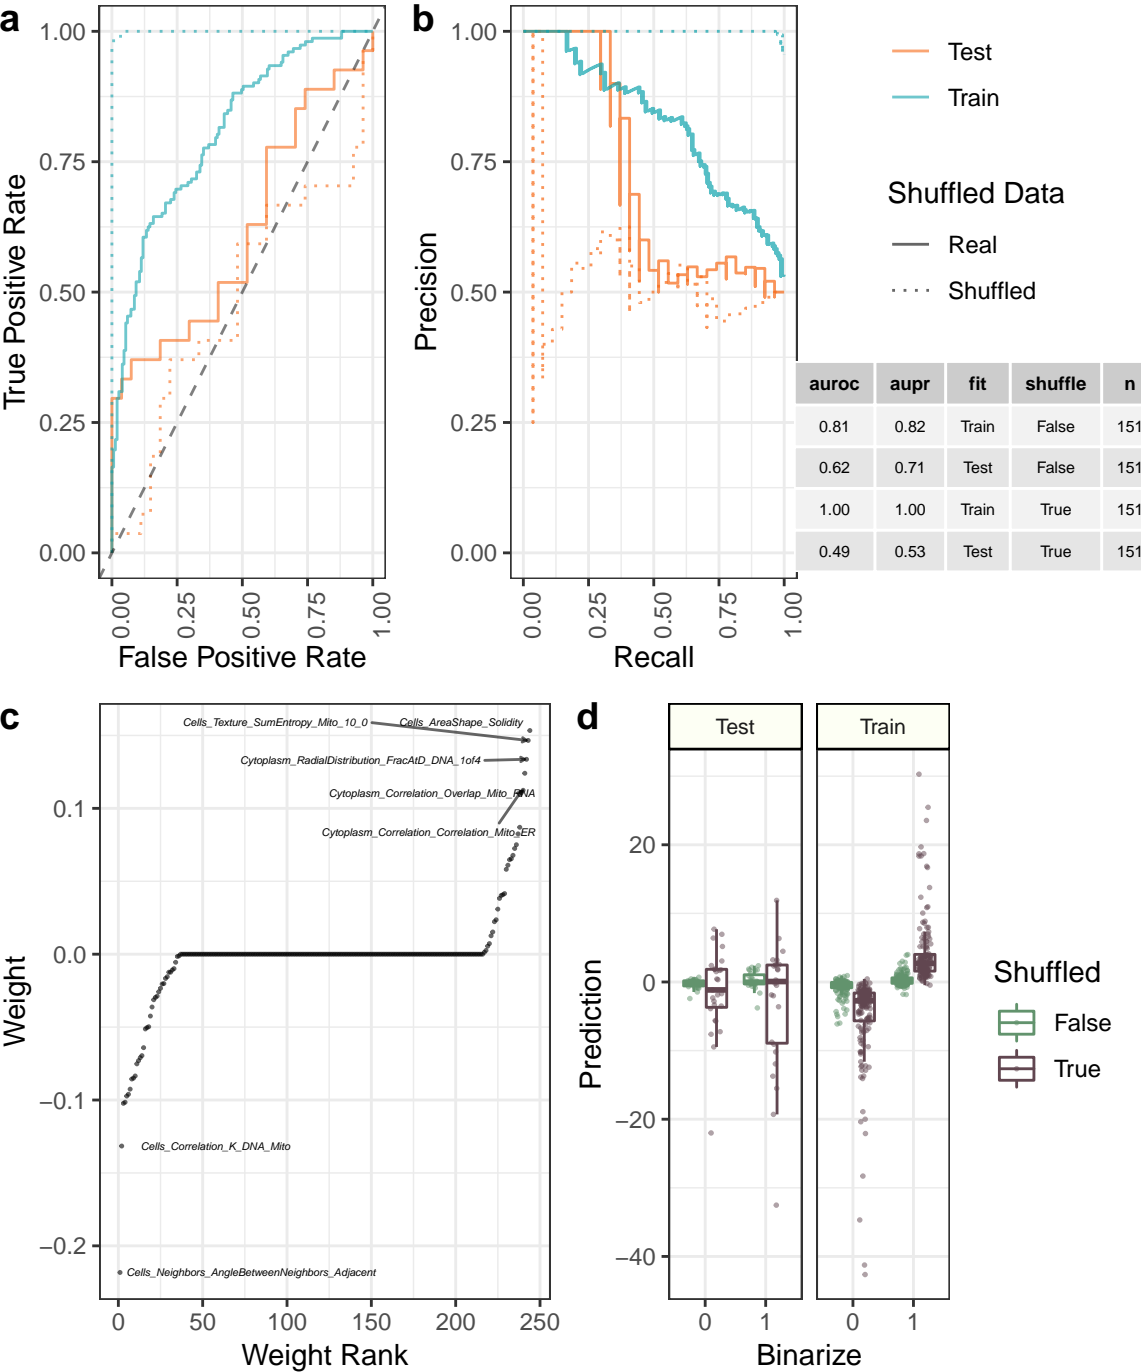 a
True Positive Rate
1.00
0.75
0.50
0.25
0.00
0.00 0.25 0.50 0.75 1.00
False Positive Rate
b
Precision
1.00
0.75
0.50
0.25
0.00
0.00 0.25 0.50 0.75 1.00
Recall
Test
Train
Shuffled Data
Real
Shuffled
auroc aupr fit shuffle n
0.81 0.82 Train False 151
0.62 0.71 Test False 151
1.00 1.00 Train True 151
0.49 0.53 Test True 151
c
Weight
0.1
0.0
−0.1
−0.2
Cells_Texture_SumEntropy_Mito_10_0
Cells_AreaShape_Solidity
Cytoplasm_RadialDistribution_FracAtD_DNA_1of4
Cytoplasm_Correlation_Overlap_Mito_RNA
Cytoplasm_Correlation_Correlation_Mito_ER
Cells_Correlation_K_DNA_Mito
Cells_Neighbors_AngleBetweenNeighbors_Adjacent
0 50 100 150 200 250
Weight Rank
d
Test Train
Prediction
20
0
−20
−40
0 1 0 1
Binarize
Shuffled
False
True